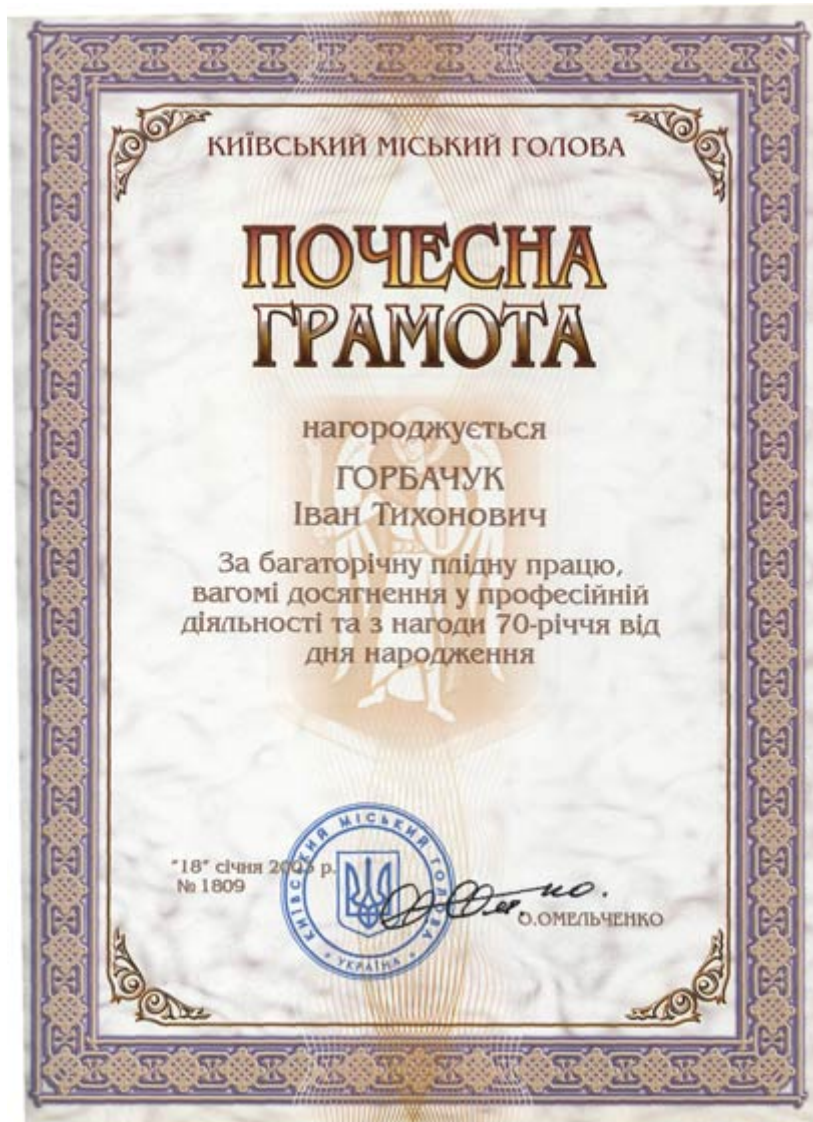 КИЇВСЬКИЙ МІСЬКИЙ ГОЛОВА
ПОЧЕСНА
ГРАМОТА
нагороджується
ГОРБАЧУК
Іван Тихонович
За багаторічну плідну працю,
вагомі досягнення у професійній
діяльності та з нагоди 70-річчя від
дня народження
"18" січня р.
№ 1809
КИЇВСЬКИЙ МІСЬКИЙ ГОЛОВА
УКРАЇНА
О.ОМЕЛЬЧЕНКО